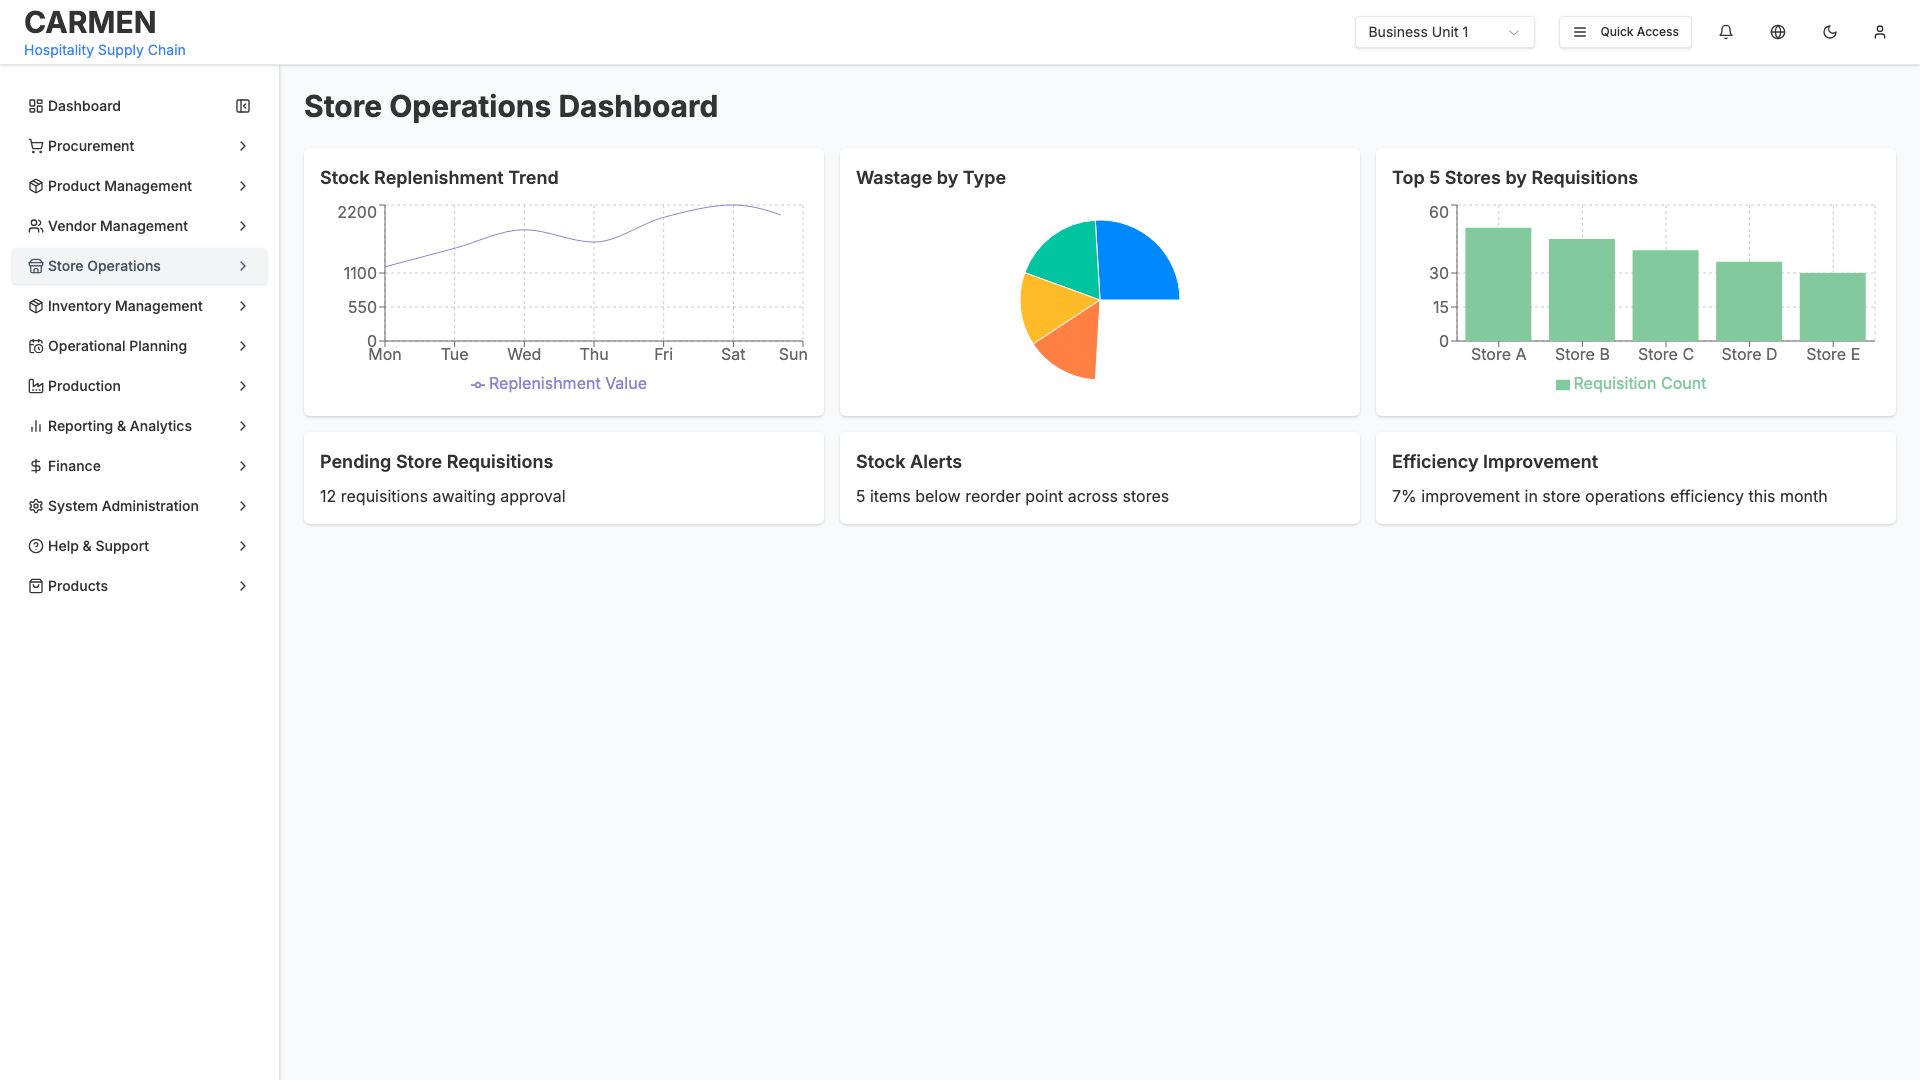 CARMEN
Hospitality Supply Chain
Business Unit 1
Quick Access
Dashboard
Procurement
Product Management
Vendor Management
Store Operations
Inventory Management
Operational Planning
Production
Reporting & Analytics
Finance
System Administration
Help & Support
Products
Store Operations Dashboard
Stock Replenishment Trend
2200
1100
550
0
Mon Tue Wed Thu Fri Sat Sun
Replenishment Value
Wastage by Type
Top 5 Stores by Requisitions
60
30
15
0
Store A Store B Store C Store D Store E
Requisition Count
Pending Store Requisitions
12 requisitions awaiting approval
Stock Alerts
5 items below reorder point across stores
Efficiency Improvement
7% improvement in store operations efficiency this month